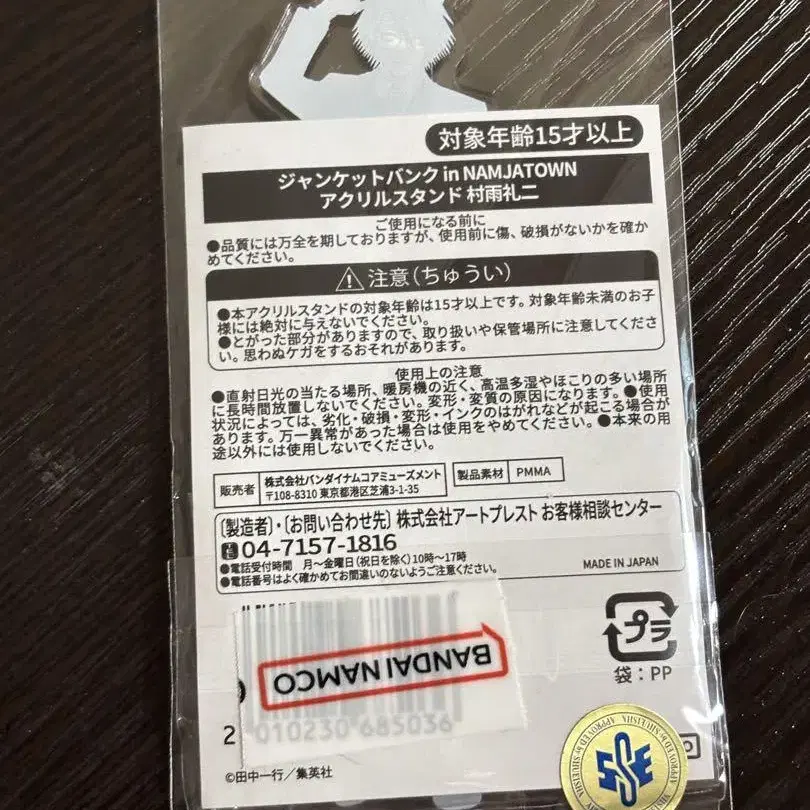 対象年齢15才以上
ジャンケットバンク in NAMJATOWN
アクリルスタンド 村雨礼二
ご使用になる前に
●品質には万全を期しておりますが、使用前に傷、破損がないかを確か
めてください。
注意(ちゅうい)
●本アクリルスタンドの対象年齢は15才以上です。対象年齢未満のお子
様には絶対に与えないでください。
●とがった部分がありますので、取り扱いや保管場所に注意してくださ
い。思わぬケガをするおそれがあります。
使用上の注意
●直射日光の当たる場所、暖房機の近く、高温多湿やほこりの多い場所
に長時間放置しないでください。変形・変質の原因になります。●使用
状況によっては、劣化・破損・変形・インクのはがれなどが起こる場合が
あります。万一異常があった場合は使用をやめてください。●本来の用
途以外には使用しないでください。
販売者 株式会社バンダイナムコアミューズメント
〒108-8310 東京都港区芝浦3-1-35
製品素材 PMMA
〔製造者〕・〔お問い合わせ先〕株式会社アートプレスト お客様相談センター
04-7157-1816
●電話受付時間 月〜金曜日(祝日を除く)10時〜17時
●電話番号はよく確かめてお間違いのないようご注意ください。
MADE IN JAPAN
BANDAI NAMCO
2 010230 685036
プラ
袋:PP
©田中一行/集英社
APPROVED by SHUEISHA